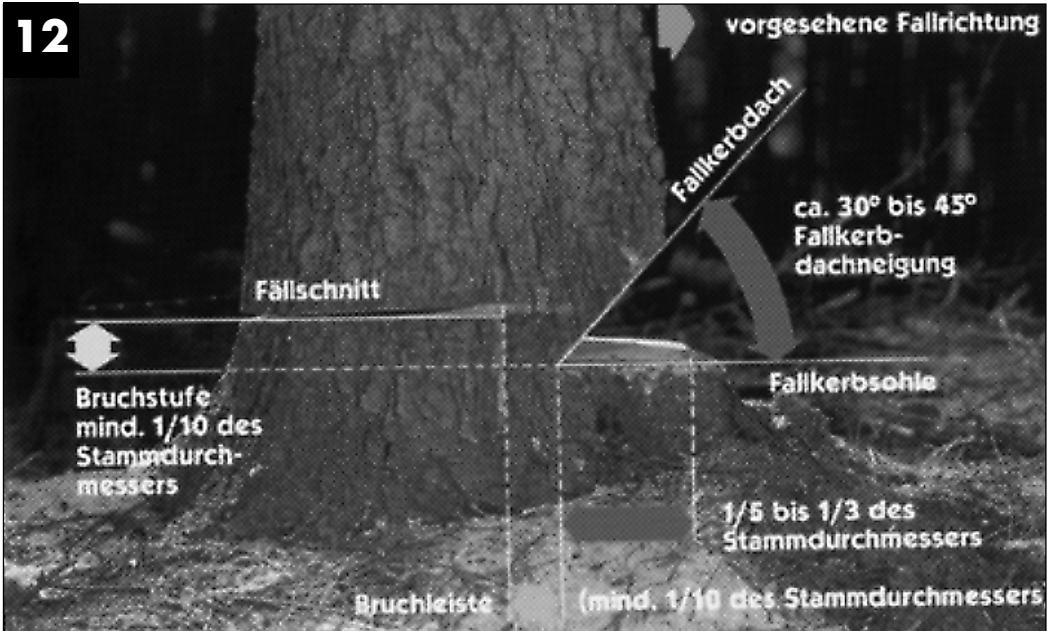 12
vorgesehene Fallrichtung
Fallkerbdach
ca. 30° bis 45°
Fallkerb-
dachneigung
Fällschnitt
Bruchstufe
mind. 1/10 des
Stammdurch-
messers
Fallkerbsohle
1/5 bis 1/3 des
Stammdurchmessers
Bruchleiste
(mind. 1/10 des Stammdurchmessers